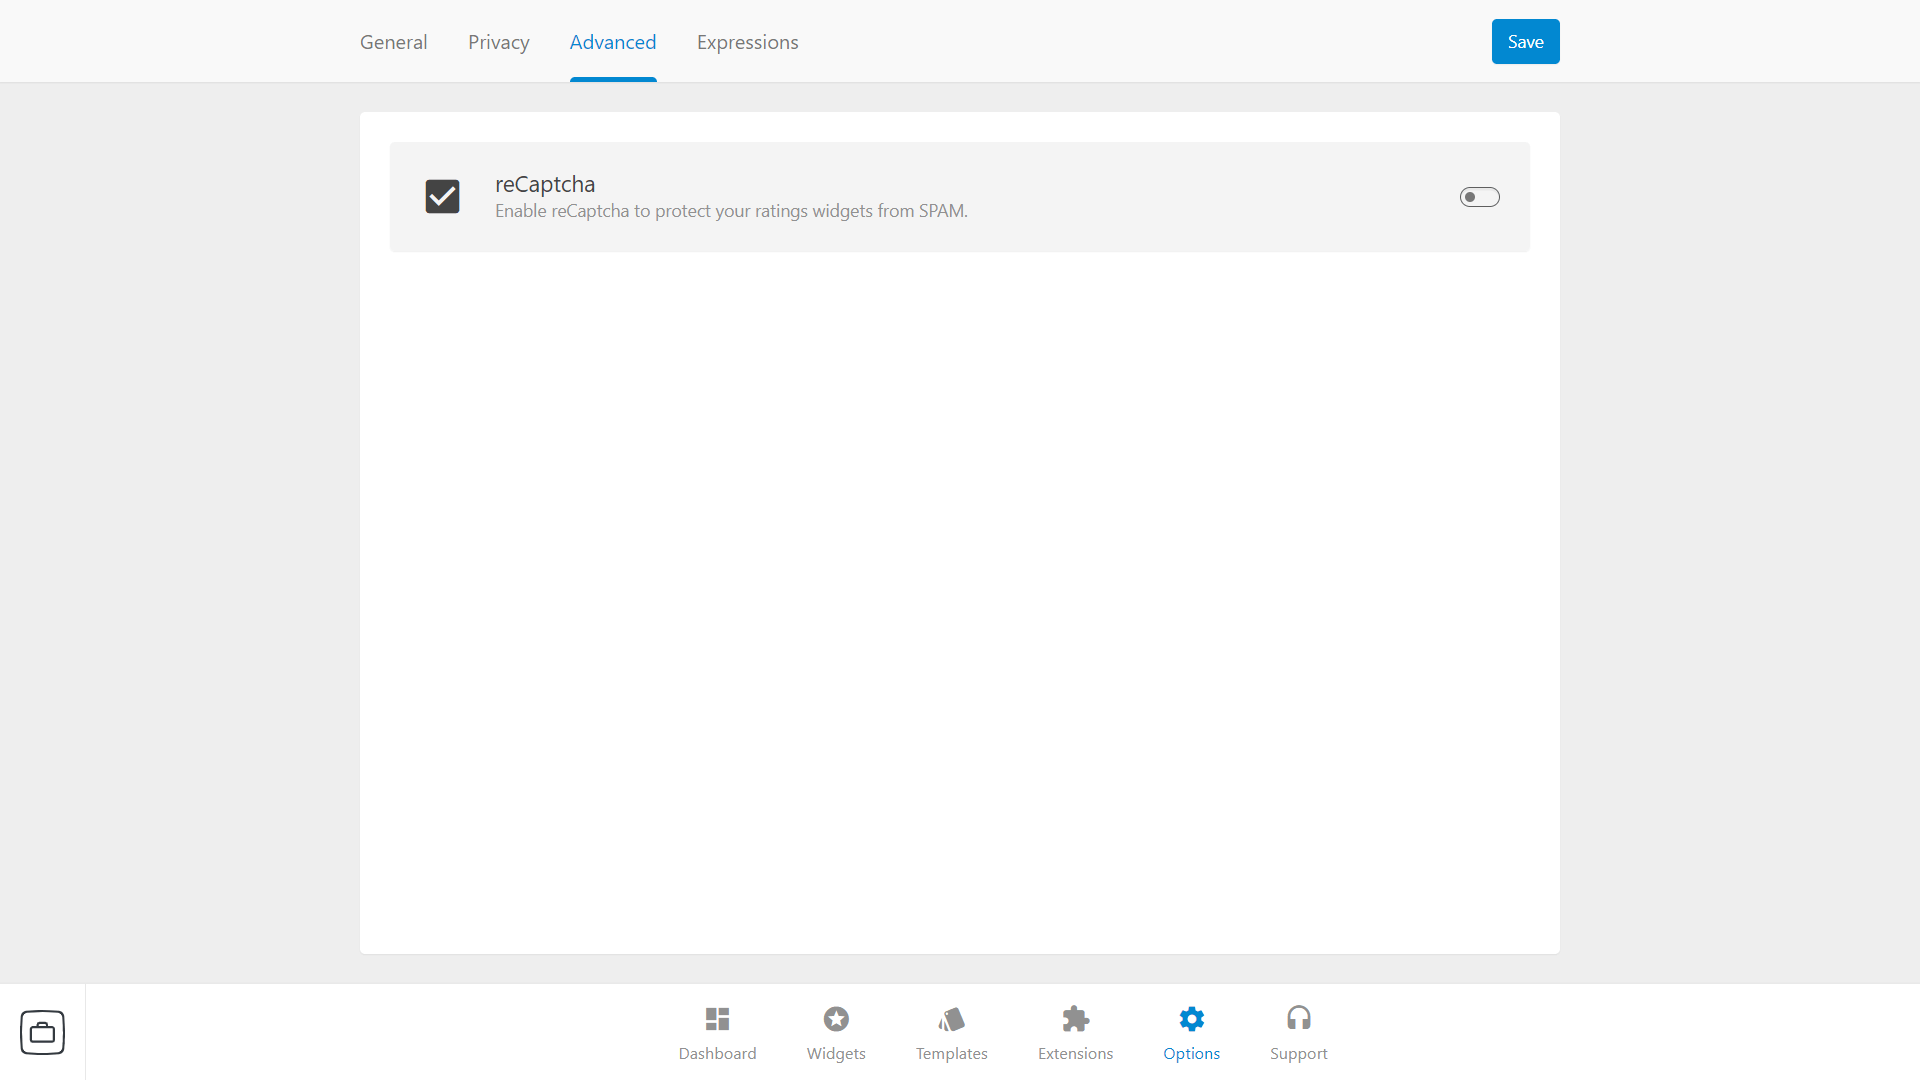 General Privacy Advanced Expressions Save
reCaptcha
Enable reCaptcha to protect your ratings widgets from SPAM.
Dashboard Widgets Templates Extensions Options Support